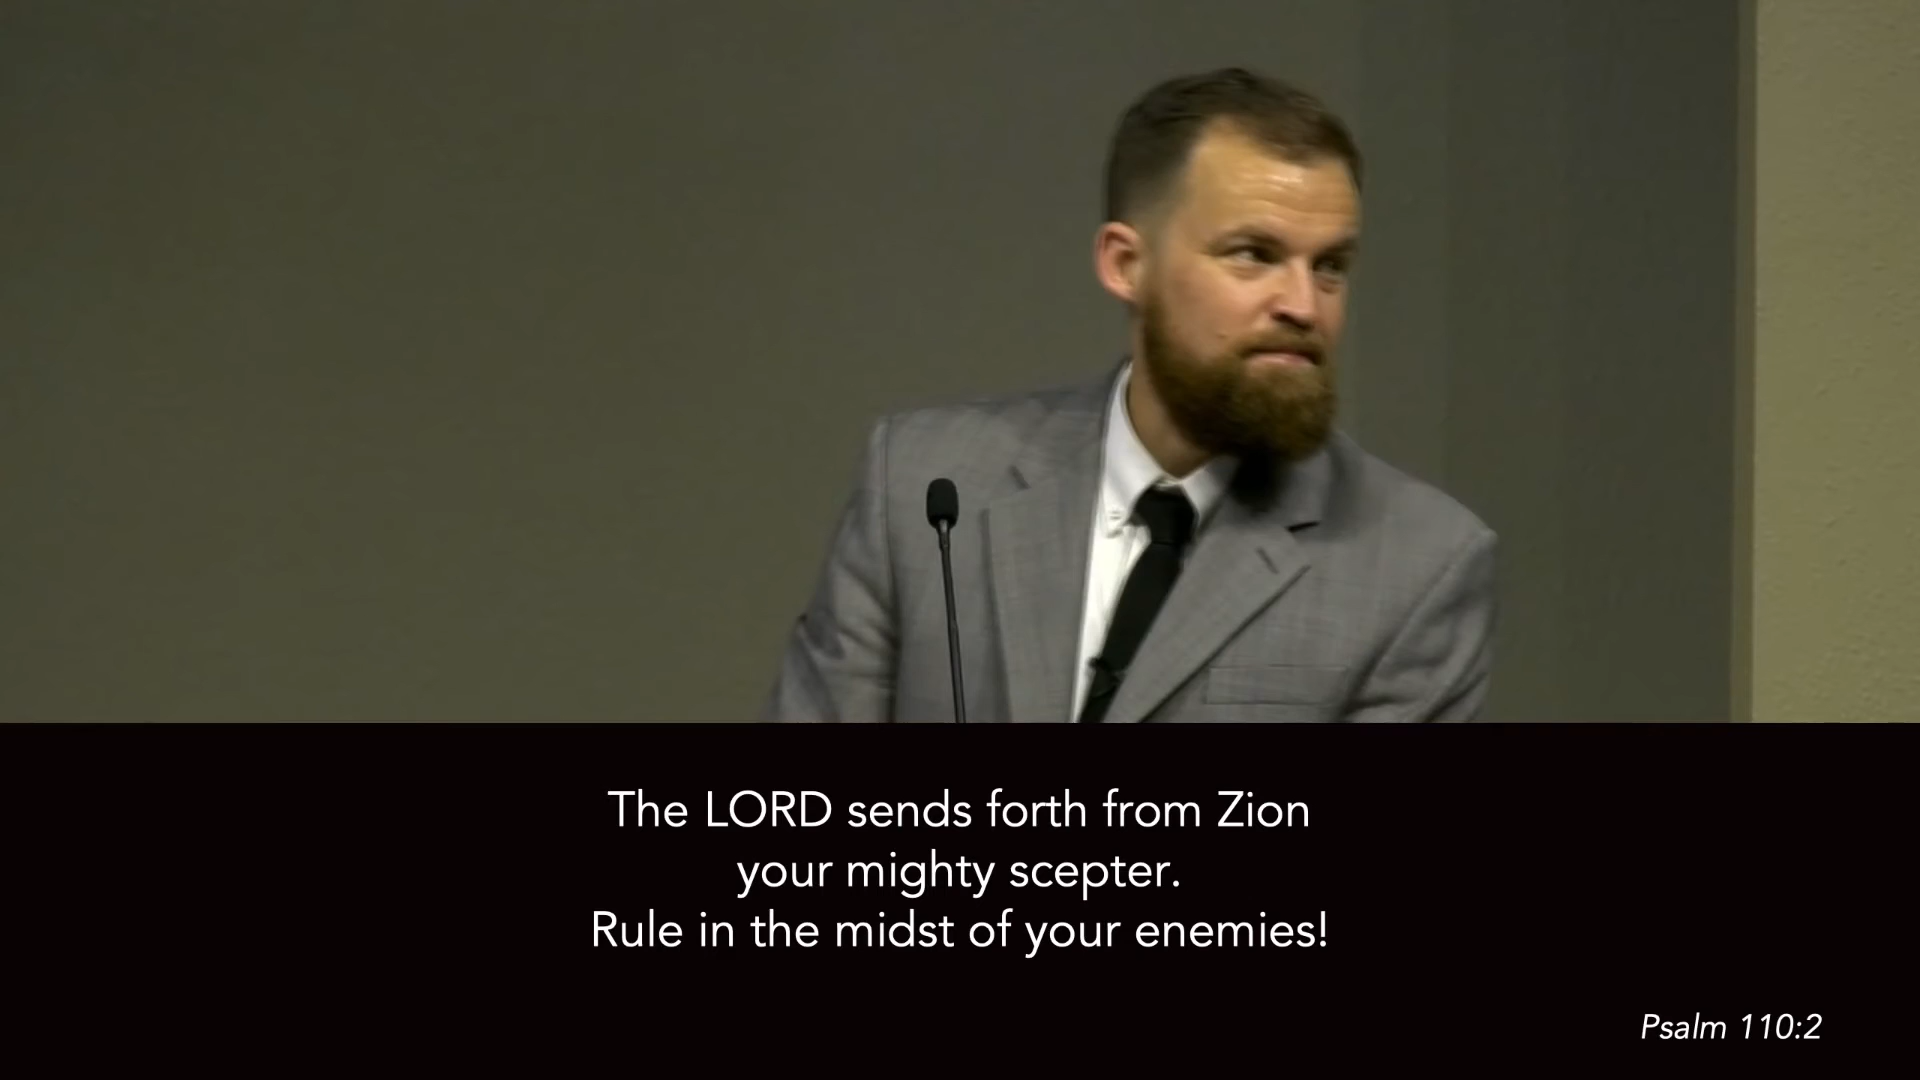 The LORD sends forth from Zion
your mighty scepter.
Rule in the midst of your enemies!
Psalm 110:2